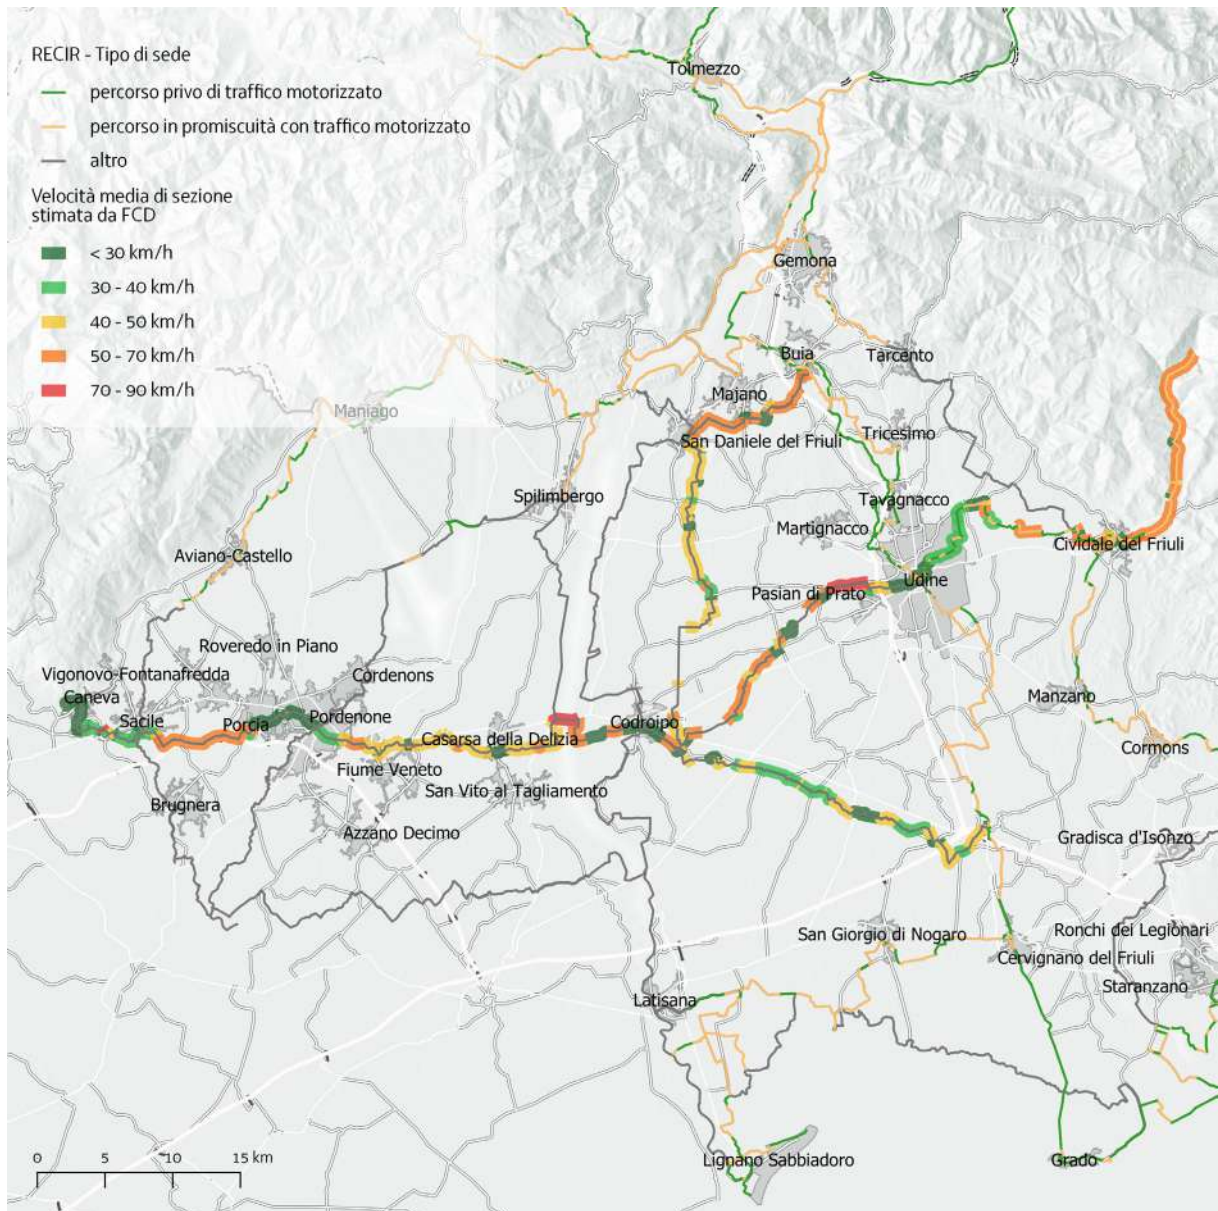 RECIR - Tipo di sede
percorso privo di traffico motorizzato
percorso in promiscuità con traffico motorizzato
altro
Velocità media di sezione
stimata da FCD
< 30 km/h
30 - 40 km/h
40 - 50 km/h
50 - 70 km/h
70 - 90 km/h
Tolmezzo
Gemona
Buia
Tarcento
Majano
Maniago
San Daniele del Friuli
Tricesimo
Spilimbergo
Tavagnacco
Martignacco
Aviano-Castello
Cividale del Friuli
Udine
Pasian di Prato
Roveredo in Piano
Vigonovo-Fontanafredda
Cordenons
Caneva
Manzano
Sacile
Porcia
Pordenone
Codroipo
Casarsa della Delizia
Cormons
Fiume Veneto
San Vito al Tagliamento
Brugnera
Azzano Decimo
Gradisca d'Isonzo
San Giorgio di Nogaro
Ronchi dei Legionari
Cervignano del Friuli
Staranzano
Latisana
Lignano Sabbiadoro
Grado
0 5 10 15 km